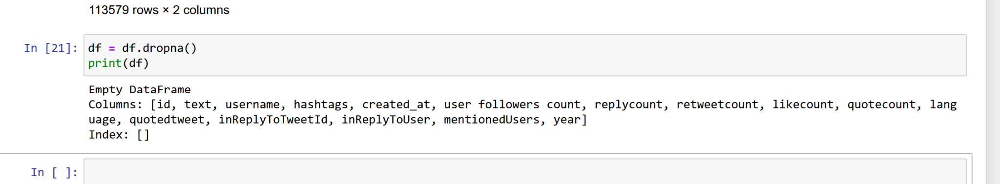 113579 rows × 2 columns
In [21]: df = df.dropna()
print(df)
Empty DataFrame
Columns: [id, text, username, hashtags, created_at, user followers count, replycount, retweetcount, likecount, quotecount, lang
uage, quotedtweet, inReplyToTweetId, inReplyToUser, mentionedUsers, year]
Index: []
In [ ]: